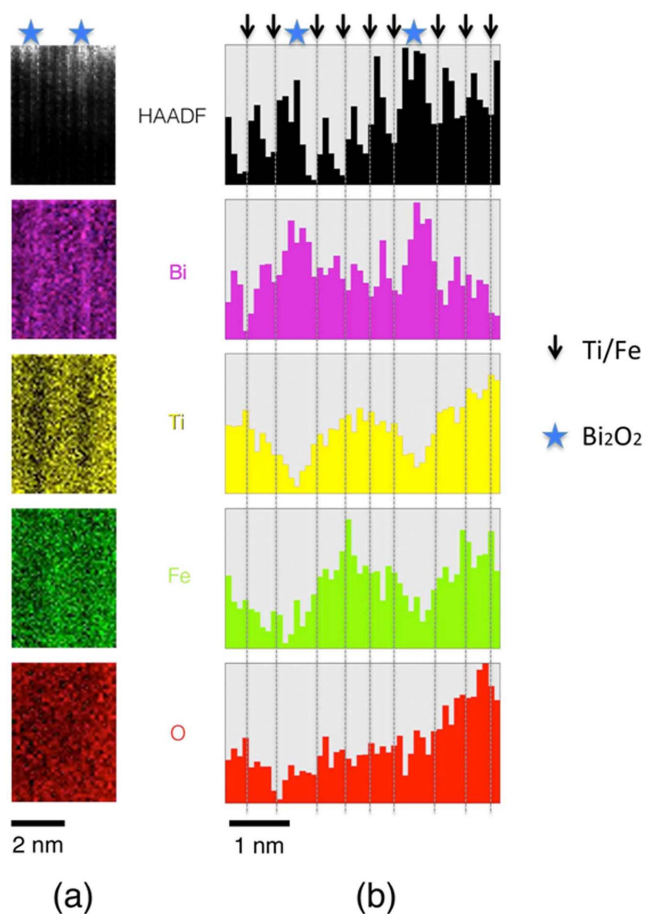 HAADF
Bi
Ti
Fe
O
Ti/Fe
Bi₂O₂
2 nm
1 nm
(a)
(b)